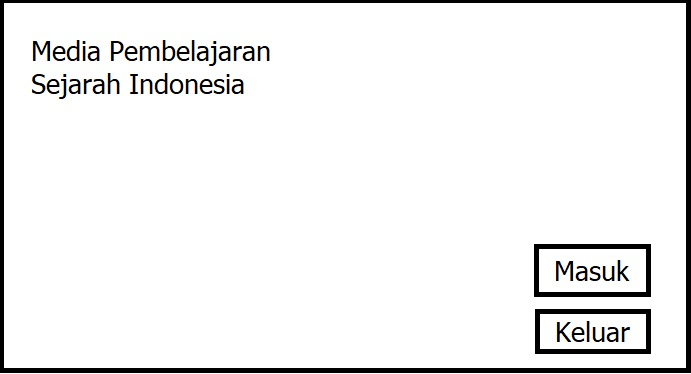 Media Pembelajaran
Sejarah Indonesia
Masuk
Keluar